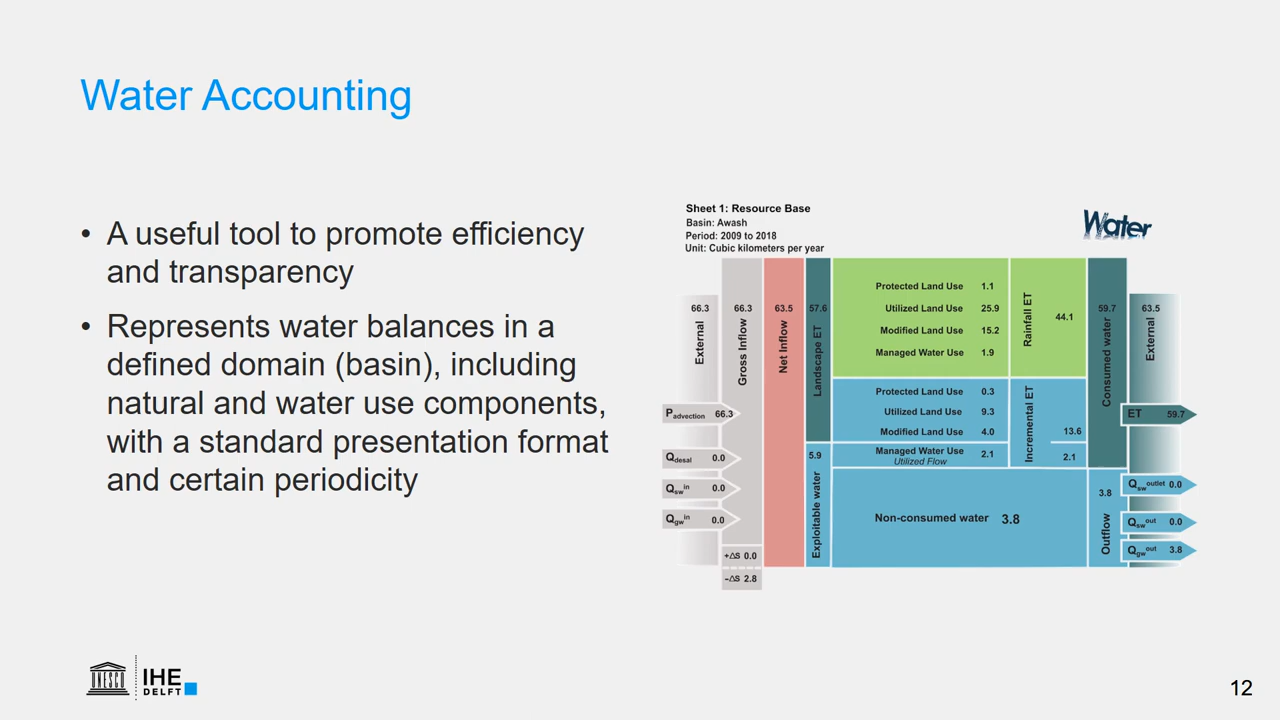 Water Accounting
• A useful tool to promote efficiency
and transparency
• Represents water balances in a
defined domain (basin), including
natural and water use components,
with a standard presentation format
and certain periodicity
Sheet 1: Resource Base
Basin: Awash
Period: 2009 to 2018
Unit: Cubic kilometers per year
Water
66.3
External
P advection 66.3
Q desal 0.0
Q sw in 0.0
Q gw in 0.0
66.3
Gross Inflow
+△S 0.0
−△S 2.8
63.5
Net Inflow
57.6
Landscape ET
5.9
Exploitable water
Protected Land Use 1.1
Utilized Land Use 25.9
Modified Land Use 15.2
Managed Water Use 1.9
Rainfall ET
44.1
Protected Land Use 0.3
Utilized Land Use 9.3
Modified Land Use 4.0
Managed Water Use 2.1
Utilized Flow
Incremental ET
13.6
2.1
Non-consumed water 3.8
59.7
Consumed water
3.8
Outflow
63.5
External
ET 59.7
Q sw outlet 0.0
Q sw out 0.0
Q gw out 3.8
UNESCO
IHE
DELFT
12